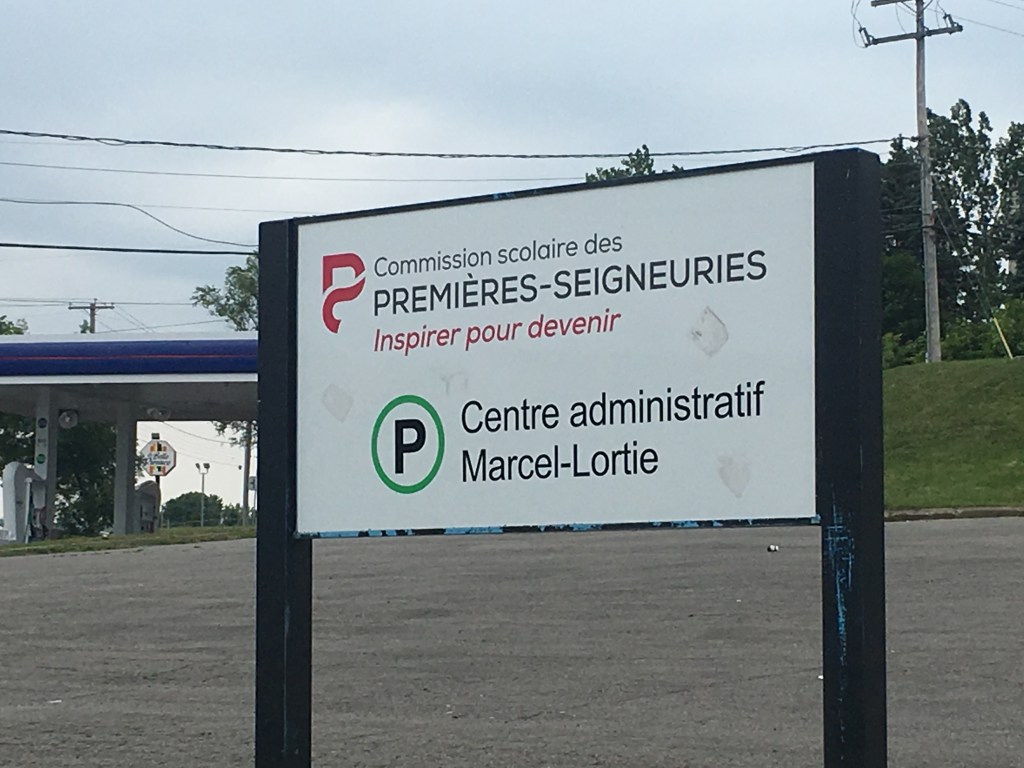 Commission scolaire des
PREMIÈRES-SEIGNEURIES
Inspirer pour devenir
P
Centre administratif
Marcel-Lortie